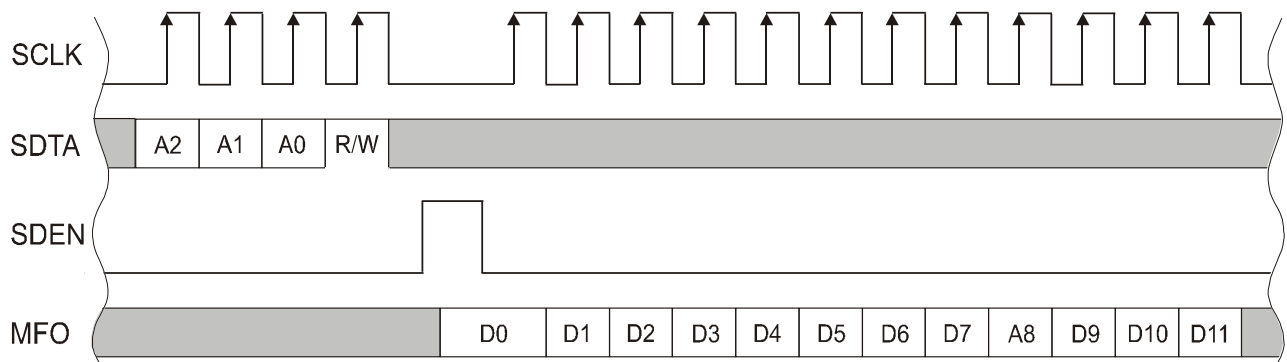 SCLK
SDTA A2 A1 A0 R/W
SDEN
MFO D0 D1 D2 D3 D4 D5 D6 D7 A8 D9 D10 D11